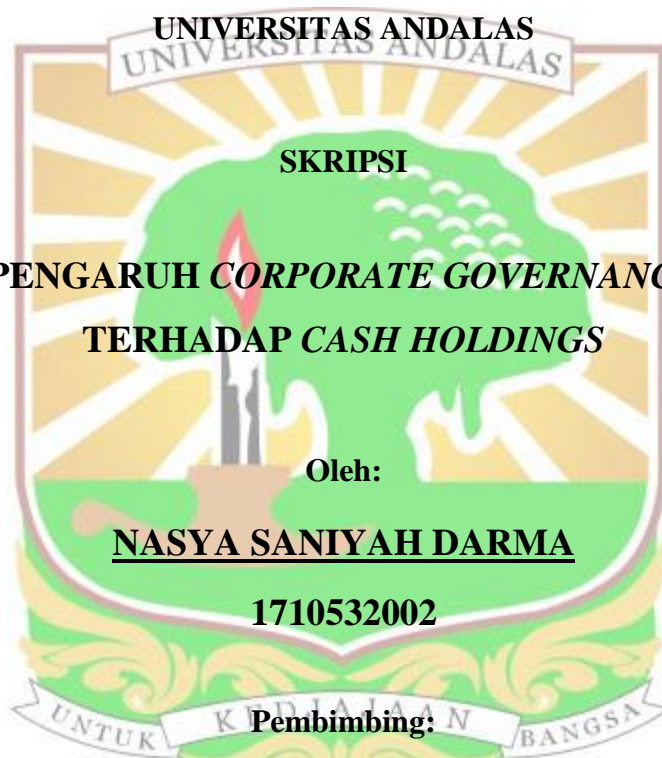 UNIVERSITAS ANDALAS
UNIVERSITAS ANDALAS
SKRIPSI
PENGARUH CORPORATE GOVERNANC
TERHADAP CASH HOLDINGS
Oleh:
NASYA SANIYAH DARMA
1710532002
UNTUK KEDJAJAAN BANGSA
Pembimbing: